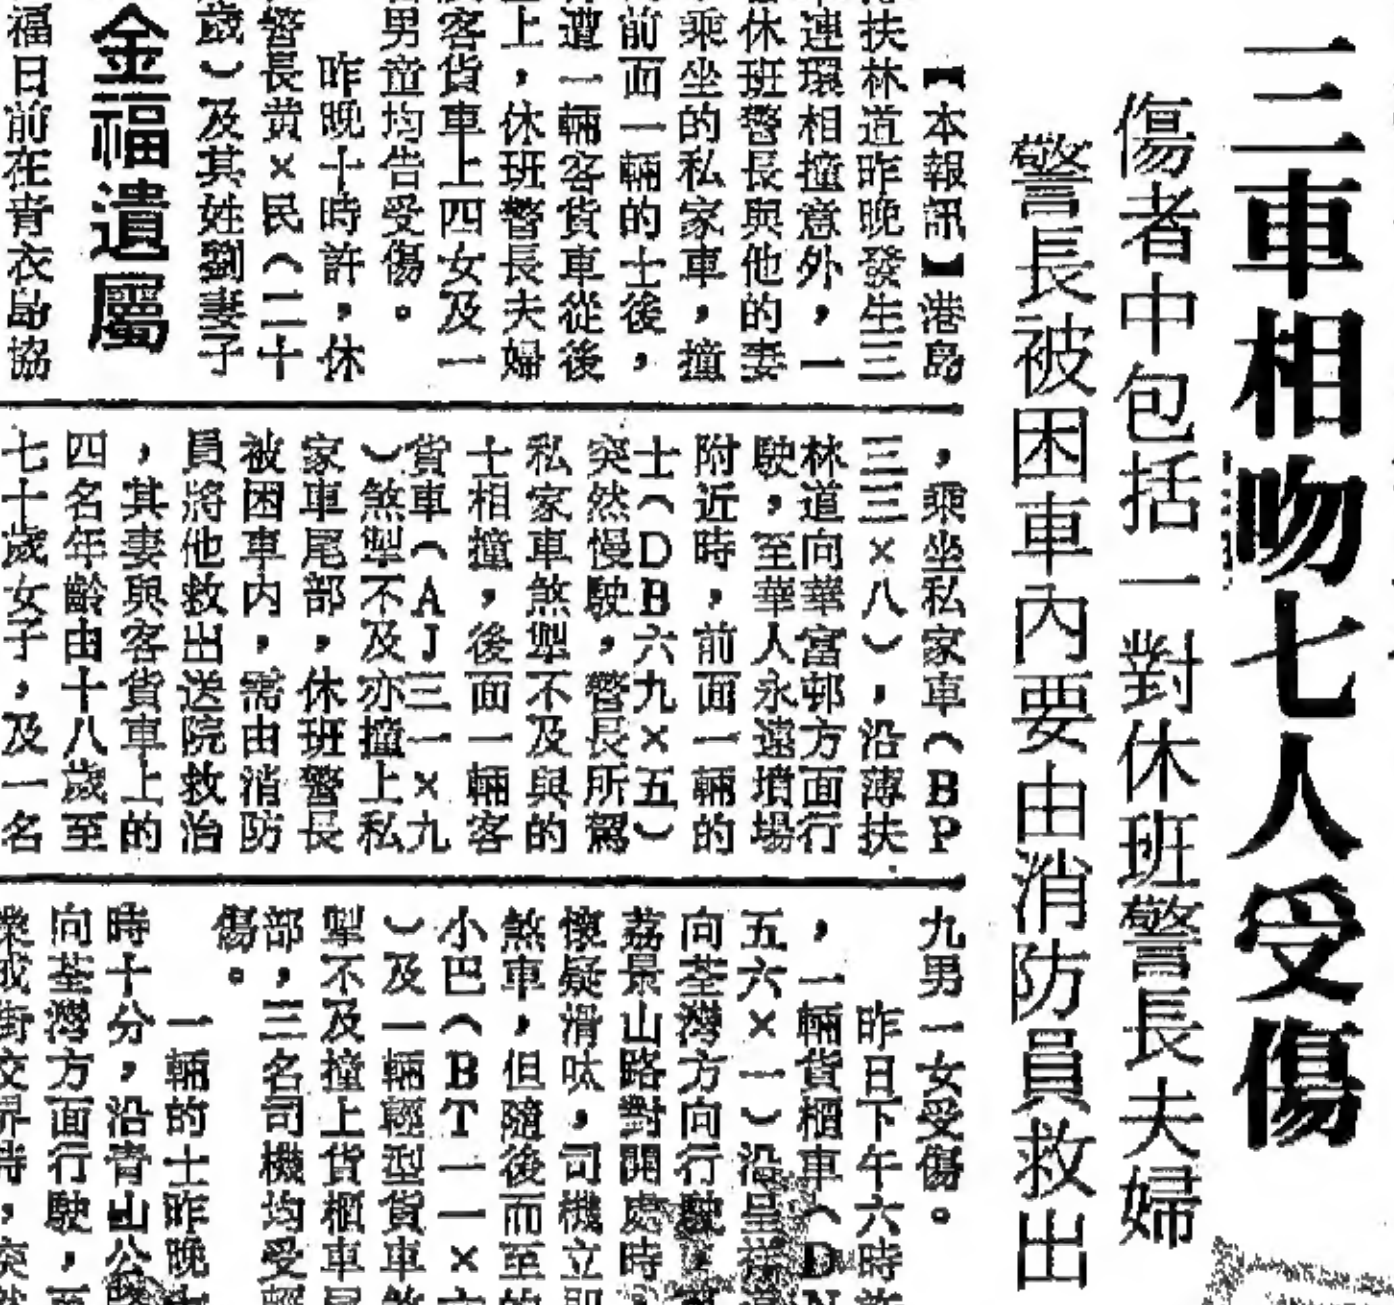 三車相吻七人受傷
傷者中包括一對休班警長夫婦
警長被困車內要由消防員救出
【本報訊】港島
扶林道昨晚發生三
連環相撞意外，一
休班警長與他的妻
乘坐的私家車，撞
前面一輛的士後，
遭一輛客貨車從後
上，休班警長夫婦
客貨車上四女及一
男童均告受傷。
昨晚十時許，休
警長黃×民（二十
歲）及其姓劉妻子
，乘坐私家車（BP
三三×八），沿薄扶
林道向華富邨方面行
駛，至華人永遠墳場
附近時，前面一輛的
士（DB六九×五）
突然慢駛，警長所駕
私家車煞掣不及與的
士相撞，後面一輛客
貨車（AJ三一×九
）煞掣不及亦撞上私
家車尾部，休班警長
被困車内，需由消防
員將他救出送院救治
，其妻與客貨車上的
四名年齡由十八歲至
七十歲女子，及一名
九男一女受傷。
昨日下午六時許
，一輛貨櫃車（DN
五六×一）沿呈祥道
向荃灣方向行駛，至
荔景山路對開處時，
懷疑滑呔，司機立即
煞車，但隨後而至的
小巴（BT一一×六
）及一輛輕型貨車煞
掣不及撞上貨櫃車尾
部，三名司機均受輕
傷。
一輛的士昨晚
時十分，沿青山公路
向荃灣方面行駛，至
業成街交界時，突然
金福遺屬
福日前在青衣島協